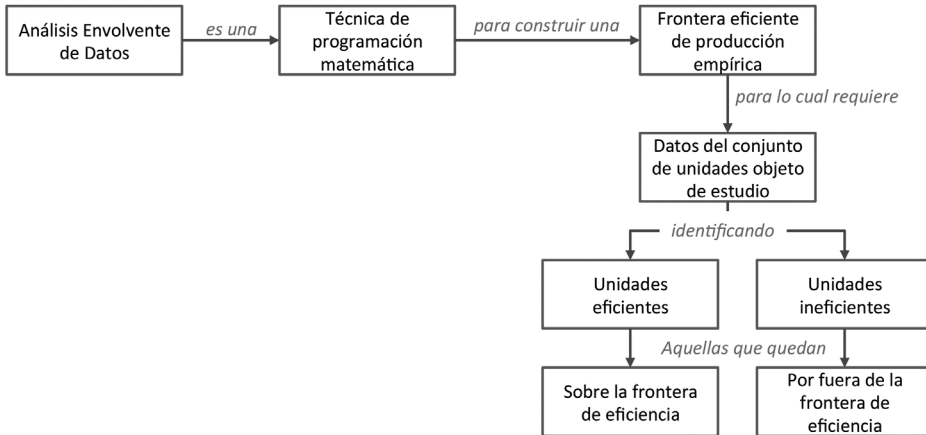 Análisis Envolvente
de Datos
es una
Técnica de
programación
matemática
para construir una
Frontera eficiente
de producción
empírica
para lo cual requiere
Datos del conjunto
de unidades objeto
de estudio
identificando
Unidades
eficientes
Unidades
ineficientes
Aquellas que quedan
Sobre la frontera
de eficiencia
Por fuera de la
frontera de
eficiencia